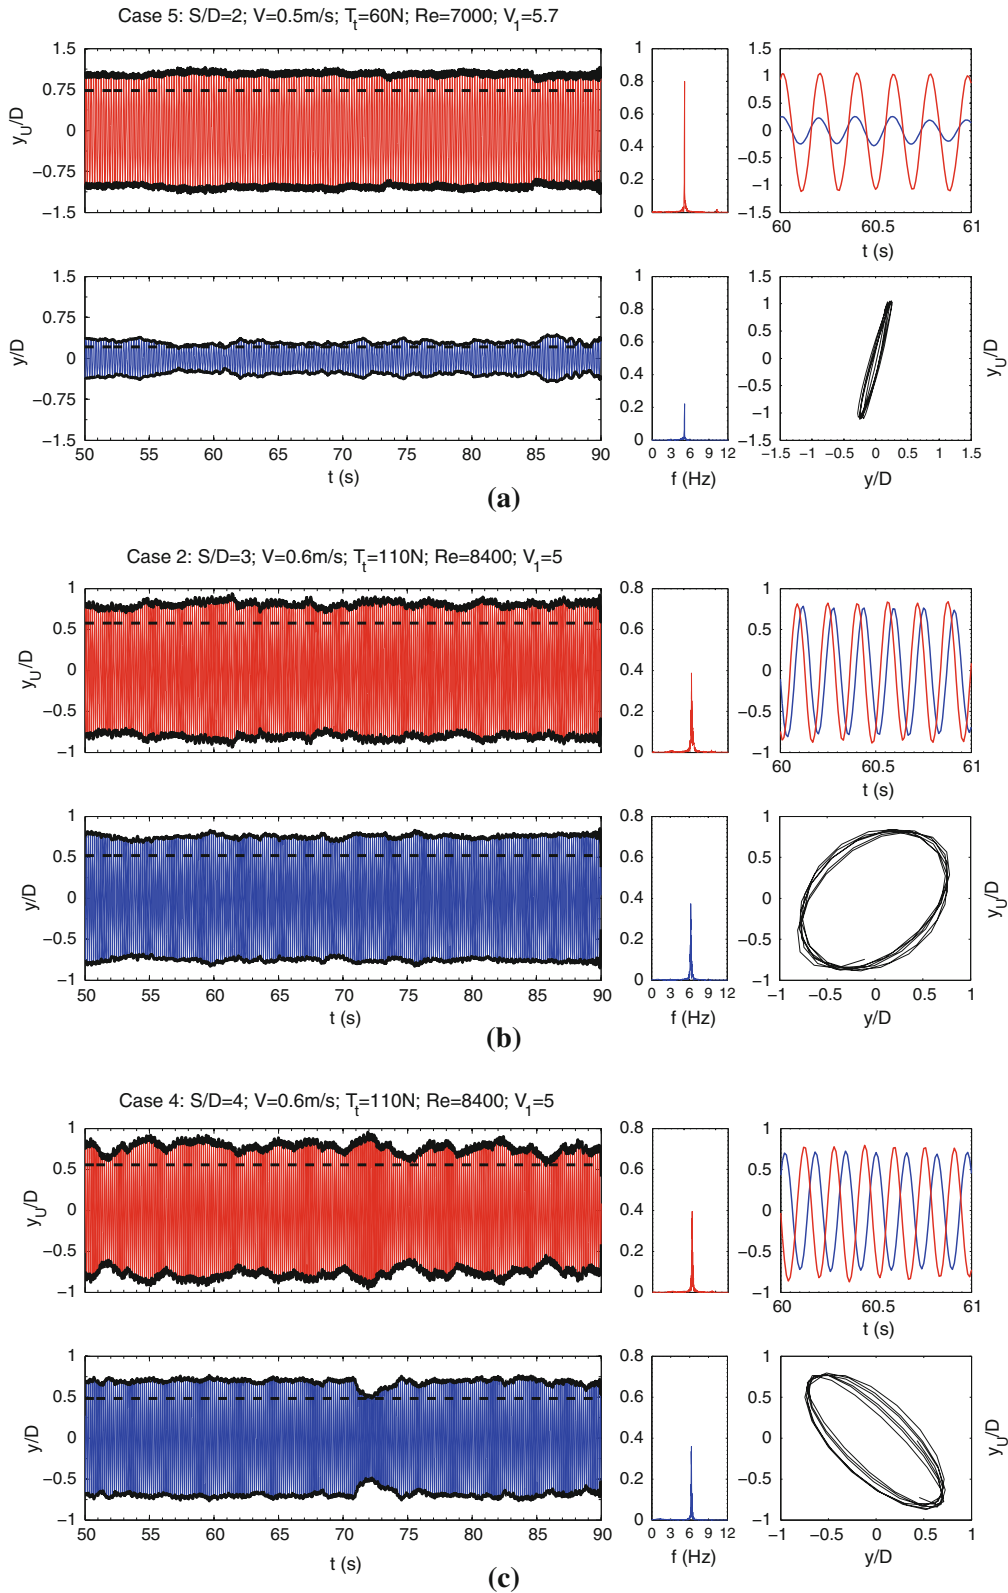 Case 5: S/D=2; V=0.5m/s; Tt=60N; Re=7000; V1=5.7
1.5
0.75
0
−0.75
−1.5
yU/D
1
0.8
0.6
0.4
0.2
0
1.5
1
0.5
0
−0.5
−1
−1.5
60 60.5 61
t (s)
1.5
0.75
0
−0.75
−1.5
y/D
50 55 60 65 70 75 80 85 90
t (s)
1
0.8
0.6
0.4
0.2
0
0 3 6 9 12
f (Hz)
1.5
1
0.5
0
−0.5
−1
−1.5
−1.5 −1 −0.5 0 0.5 1 1.5
y/D
yU/D
(a)
Case 2: S/D=3; V=0.6m/s; Tt=110N; Re=8400; V1=5
1
0.5
0
−0.5
−1
yU/D
0.8
0.6
0.4
0.2
0
1
0.5
0
−0.5
−1
60 60.5 61
t (s)
1
0.5
0
−0.5
−1
y/D
50 55 60 65 70 75 80 85 90
t (s)
0.8
0.6
0.4
0.2
0
0 3 6 9 12
f (Hz)
1
0.5
0
−0.5
−1
−1 −0.5 0 0.5 1
y/D
yU/D
(b)
Case 4: S/D=4; V=0.6m/s; Tt=110N; Re=8400; V1=5
1
0.5
0
−0.5
−1
yU/D
0.8
0.6
0.4
0.2
0
1
0.5
0
−0.5
−1
60 60.5 61
t (s)
1
0.5
0
−0.5
−1
y/D
50 55 60 65 70 75 80 85 90
t (s)
0.8
0.6
0.4
0.2
0
0 3 6 9 12
f (Hz)
1
0.5
0
−0.5
−1
−1 −0.5 0 0.5 1
y/D
yU/D
(c)